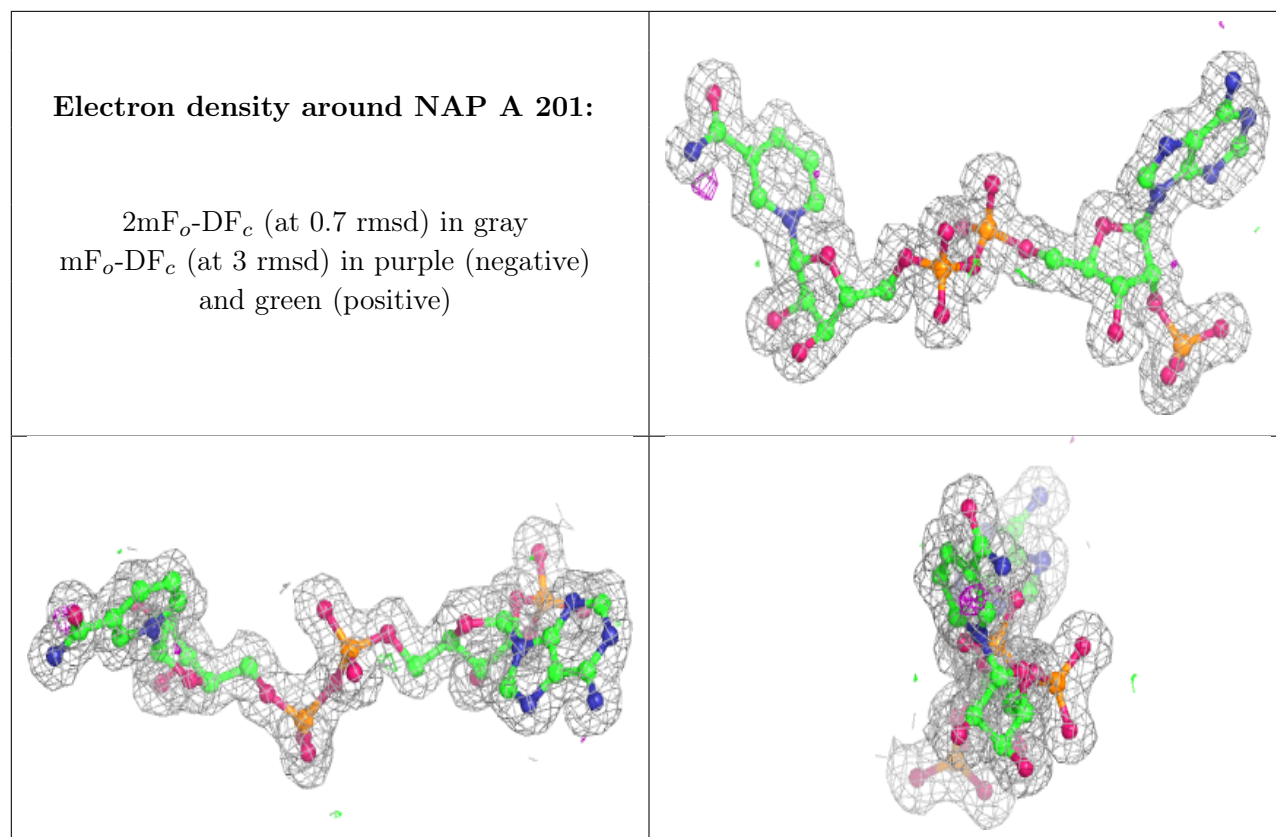 Electron density around NAP A 201:
2mFₒ-DF𝑐 (at 0.7 rmsd) in gray
mFₒ-DF𝑐 (at 3 rmsd) in purple (negative)
and green (positive)